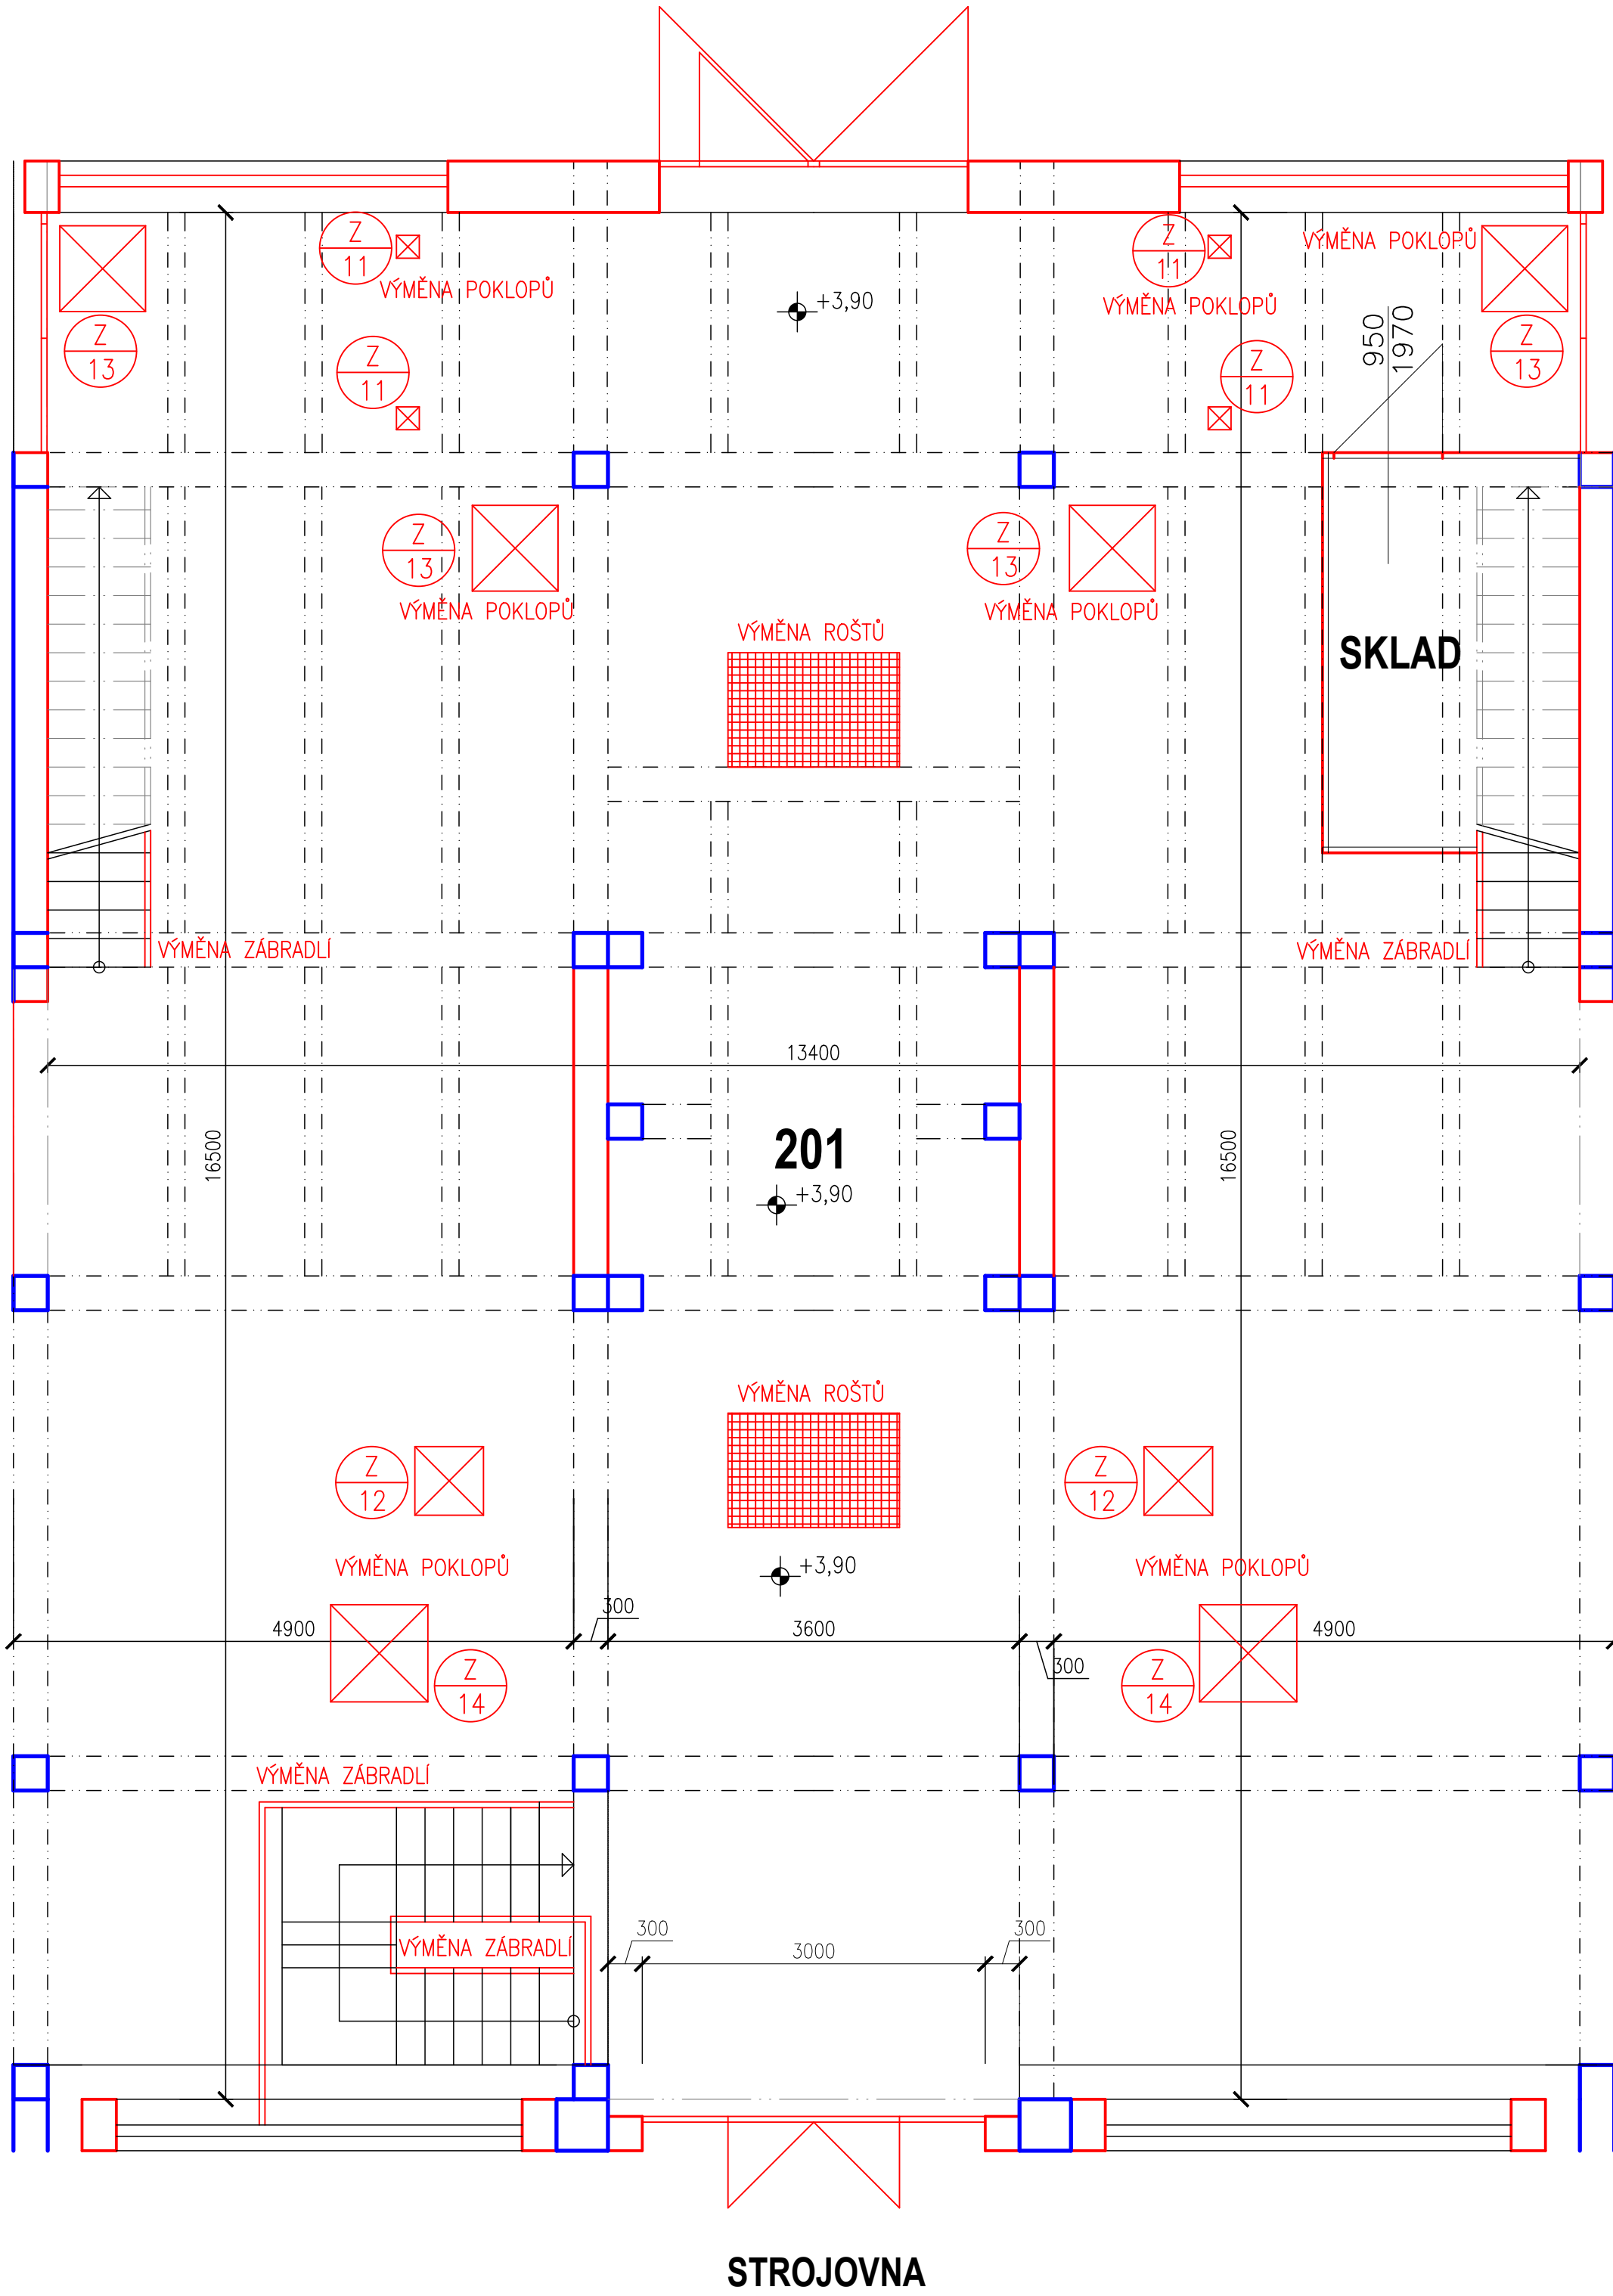 Z
11
Z
11
VÝMĚNA POKLOPŮ
VÝMĚNA POKLOPŮ
+3,90
VÝMĚNA POKLOPŮ
950
1970
Z
13
Z
11
Z
11
Z
13
Z
13
Z
13
VÝMĚNA POKLOPŮ
VÝMĚNA POKLOPŮ
VÝMĚNA ROŠTŮ
SKLAD
VÝMĚNA ZÁBRADLÍ
VÝMĚNA ZÁBRADLÍ
13400
16500
201
16500
+3,90
VÝMĚNA ROŠTŮ
Z
12
Z
12
VÝMĚNA POKLOPŮ
+3,90
VÝMĚNA POKLOPŮ
300
4900
3600
4900
300
Z
14
Z
14
VÝMĚNA ZÁBRADLÍ
300
300
VÝMĚNA ZÁBRADLÍ
3000
STROJOVNA